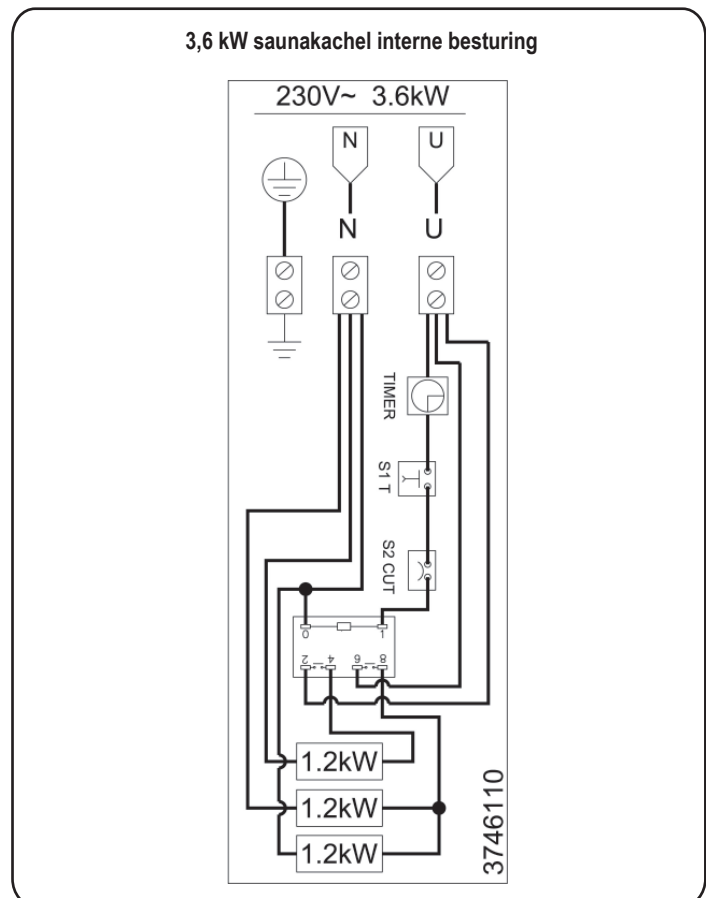 3,6 kW saunakachel interne besturing
230V~ 3.6kW
N
U
N
U
TIMER
S1 T
S2 CUT
0
1
2
4
6
8
1.2kW
1.2kW
1.2kW
3746110